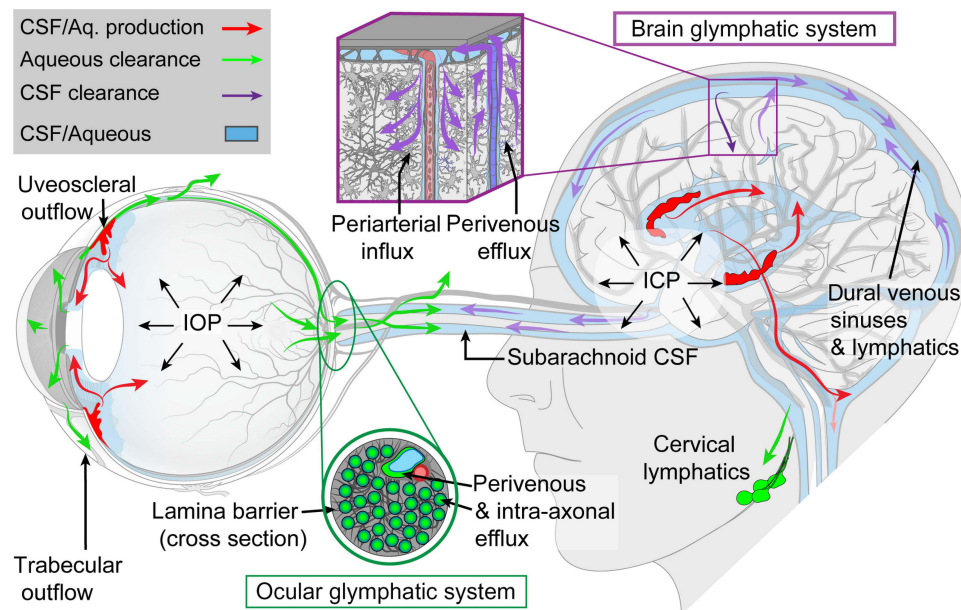 CSF/Aq. production
Aqueous clearance
CSF clearance
CSF/Aqueous
Brain glymphatic system
Uveoscleral
outflow
Periarterial
influx
Perivenous
efflux
IOP
ICP
Dural venous
sinuses
& lymphatics
Subarachnoid CSF
Cervical
lymphatics
Lamina barrier
(cross section)
Perivenous
& intra-axonal
efflux
Trabecular
outflow
Ocular glymphatic system